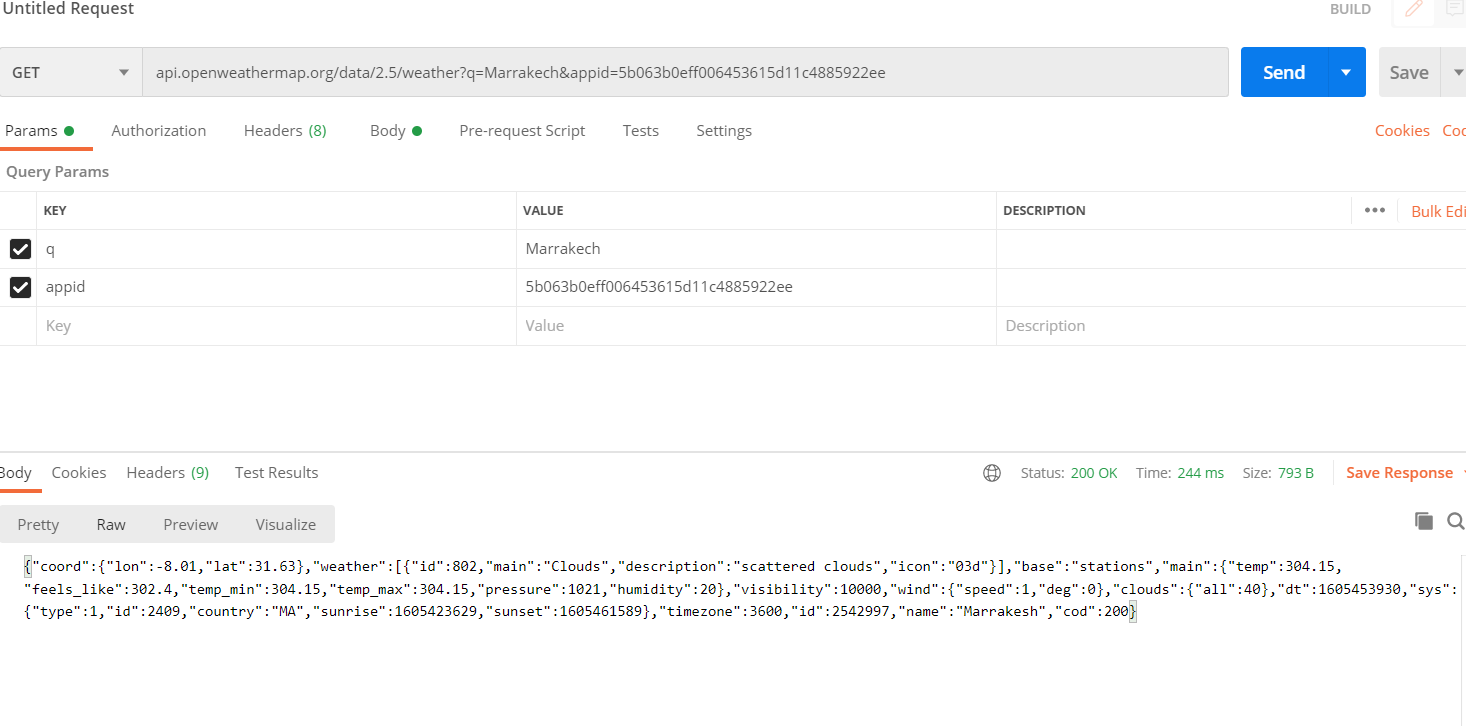 Untitled Request
BUILD
GET
api.openweathermap.org/data/2.5/weather?q=Marrakech&appid=5b063b0eff006453615d11c4885922ee
Send
Save
Params
Authorization
Headers (8)
Body
Pre-request Script
Tests
Settings
Cookies
Query Params
KEY VALUE DESCRIPTION
Bulk Edi
q Marrakech
appid 5b063b0eff006453615d11c4885922ee
Key Value Description
Body
Cookies
Headers (9)
Test Results
Status: 200 OK
Time: 244 ms
Size: 793 B
Save Response
Pretty
Raw
Preview
Visualize
{"coord":{"lon":-8.01,"lat":31.63},"weather":[{"id":802,"main":"Clouds","description":"scattered clouds","icon":"03d"}],"base":"stations","main":{"temp":304.15,
"feels_like":302.4,"temp_min":304.15,"temp_max":304.15,"pressure":1021,"humidity":20},"visibility":10000,"wind":{"speed":1,"deg":0},"clouds":{"all":40},"dt":1605453930,"sys":
{"type":1,"id":2409,"country":"MA","sunrise":1605423629,"sunset":1605461589},"timezone":3600,"id":2542997,"name":"Marrakesh","cod":200}